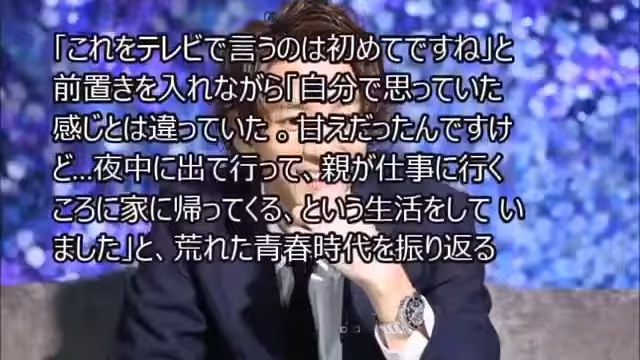 「これをテレビで言うのは初めてですね」と
前置きを入れながら「自分で思っていた
感じとは違っていた。甘えだったんですけ
ど...夜中に出て行って、親が仕事に行く
ころに家に帰ってくる、という生活をして い
ました」と、荒れた青春時代を振り返る